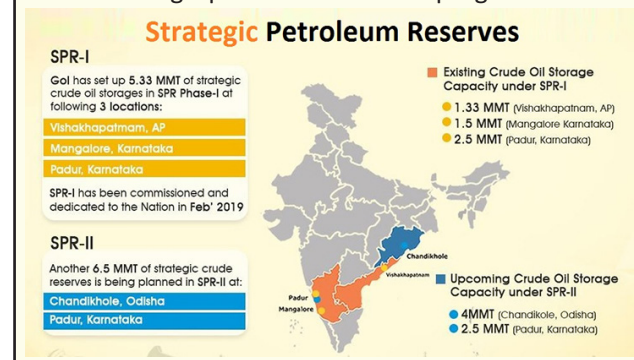 Strategic Petroleum Reserves
SPR-I
GoI has set up 5.33 MMT of strategic
crude oil storages in SPR Phase-I at
following 3 locations:
Vishakhapatnam, AP
Mangalore, Karnataka
Padur, Karnataka
SPR-I has been commissioned and
dedicated to the Nation in Feb' 2019
SPR-II
Another 6.5 MMT of strategic crude
reserves is being planned in SPR-II at:
Chandikhole, Odisha
Padur, Karnataka
Existing Crude Oil Storage
Capacity under SPR-I
1.33 MMT (Vishakhapatnam, AP)
1.5 MMT (Mangalore Karnataka)
2.5 MMT (Padur, Karnataka)
Chandikhole
Vishakhapatnam
Padur
Mangalore
Upcoming Crude Oil Storage
Capacity under SPR-II
4MMT (Chandikole, Odisha)
2.5 MMT (Padur, Karnataka)